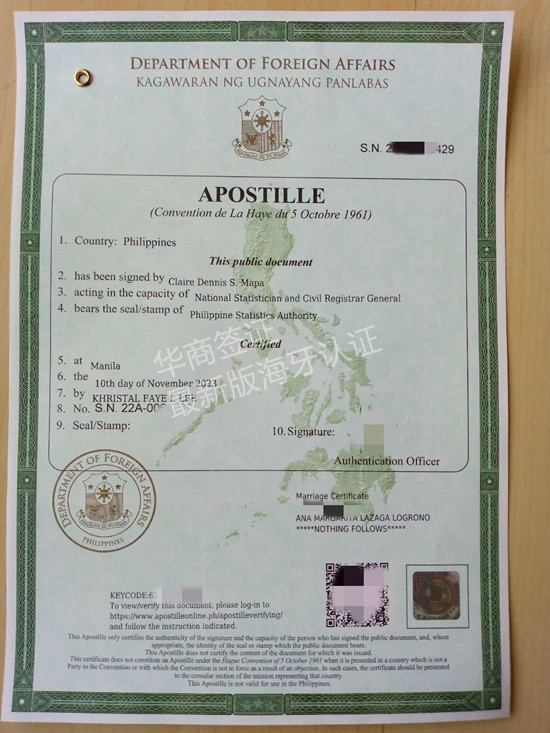 DEPARTMENT OF FOREIGN AFFAIRS
KAGAWARAN NG UGNAYANG PANLABAS
S.N. 2 429
APOSTILLE
(Convention de La Haye du 5 Octobre 1961)
1. Country: Philippines
This public document
2. has been signed by Claire Dennis S. Mapa
3. acting in the capacity of National Statistician and Civil Registrar General
4. bears the seal/stamp of Philippine Statistics Authority
Certified
5. at Manila
6. the 10th day of November 2023
7. by KHRISTAL FAYE L. LEE
8. No. S.N. 22A-00
9. Seal/Stamp:
10. Signature:
Authentication Officer
华商签证
最新版海牙认证
DEPARTMENT OF FOREIGN AFFAIRS
PHILIPPINES
Marriage Certificate
ANA MARGARITA LAZAGA LOGRONO
*****NOTHING FOLLOWS*****
KEYCODE:6
To view/verify this document, please log-in to
https://www.apostilleonline.ph/apostilleverifying/
and follow the instruction indicated.
This Apostille only certifies the authenticity of the signature and the capacity of the person who has signed the public document, and, where
appropriate, the identity of the seal or stamp which the public document bears.
This Apostille does not certify the content of the document for which it was issued.
This certificate does not constitute an Apostille under the Hague Convention of 5 October 1961 when it is presented in a country which is not a
Party to the Convention or with which the Convention is not in force as a result of an objection. In such cases, the certificate should be presented
to the consular section of the mission representing that country.
This Apostille is not valid for use in the Philippines.